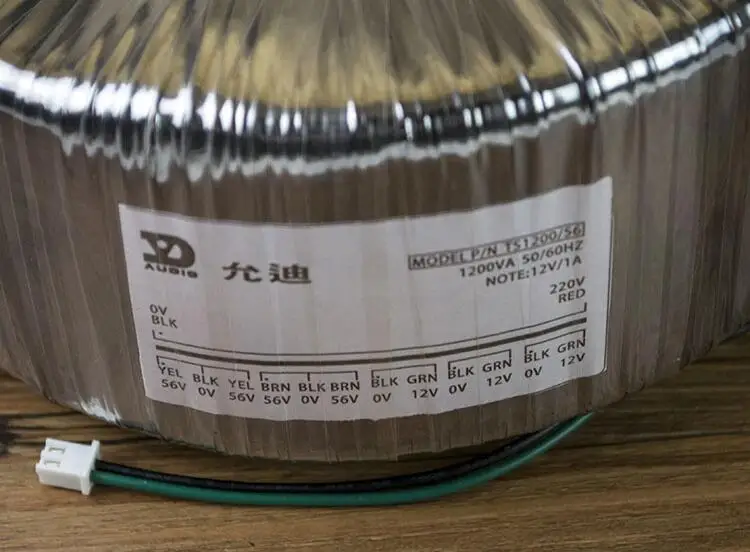 YD
AUDIO
允迪
MODEL P/N TS1200/56
1200VA 50/60HZ
NOTE:12V/1A
220V
RED
0V
BLK
YEL BLK YEL BRN BLK BRN BLK GRN BLK GRN BLK GRN
56V 0V 56V 56V 0V 56V 0V 12V 0V 12V 0V 12V